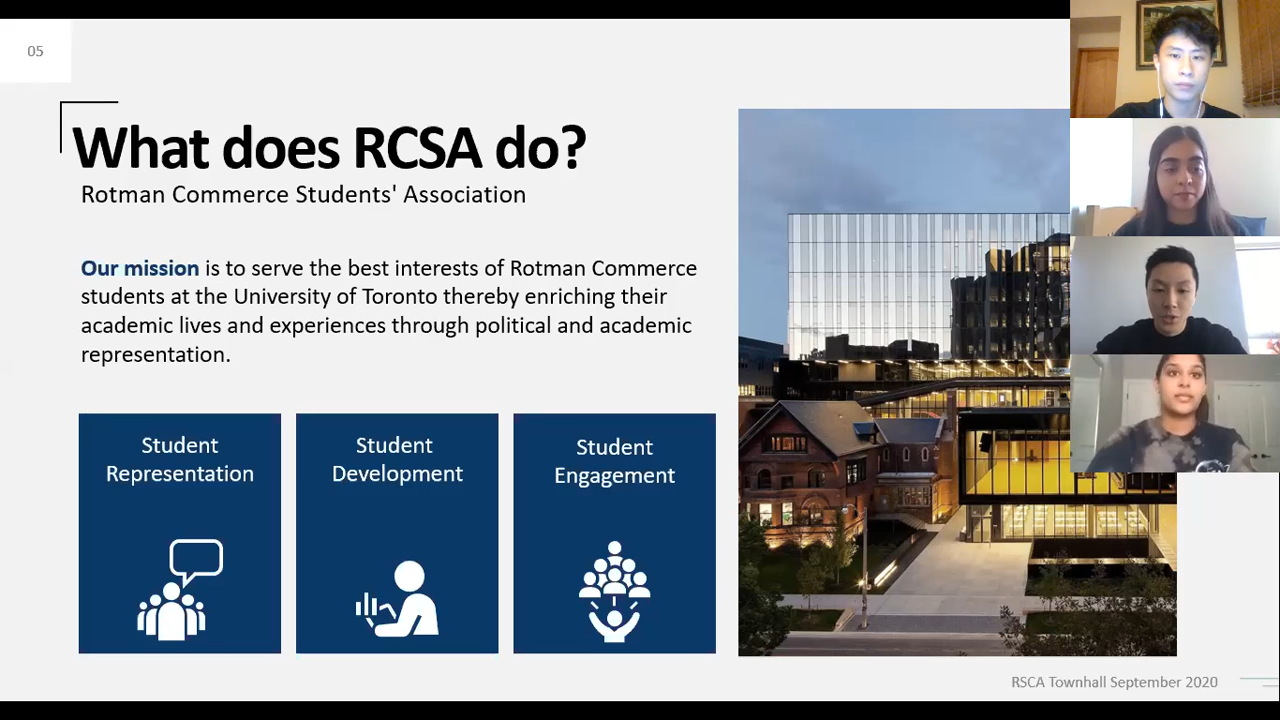 05
What does RCSA do?
Rotman Commerce Students' Association
Our mission is to serve the best interests of Rotman Commerce
students at the University of Toronto thereby enriching their
academic lives and experiences through political and academic
representation.
Student
Representation
Student
Development
Student
Engagement
RSCA Townhall September 2020